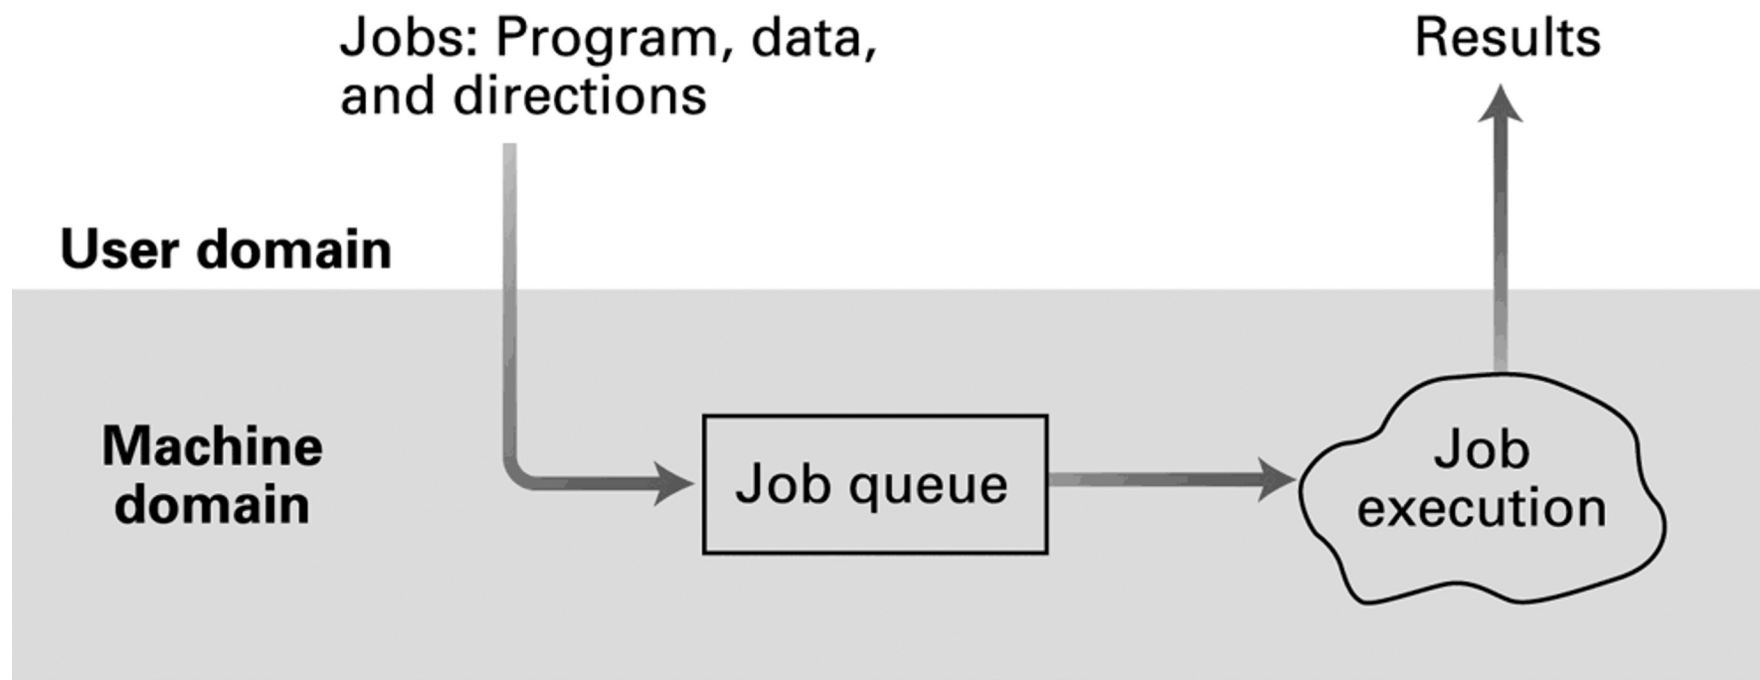 Jobs: Program, data,
and directions
Results
User domain
Machine
domain
Job queue
Job
execution